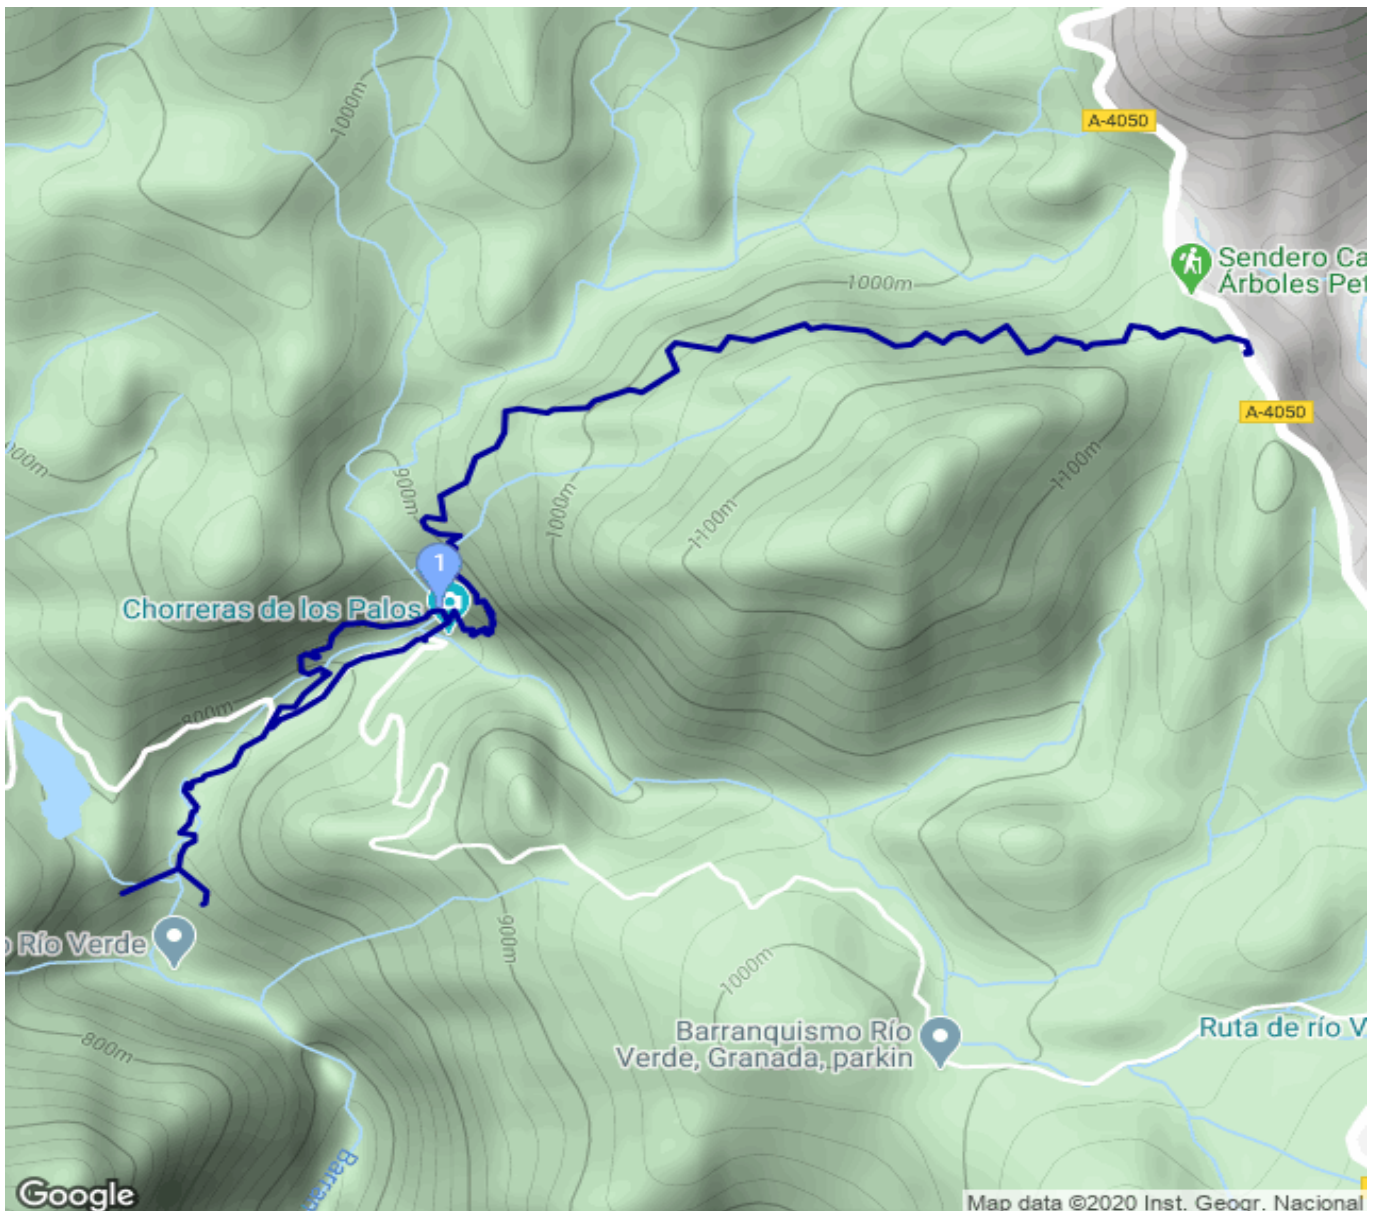 1000m
A-4050
Sendero Ca
Árboles Pet
1000m
A-4050
000m
900m
1000m
1100m
1100m
1
Chorreras de los Palos
800m
900m
o Río Verde
1000m
800m
Barranquismo Río
Verde, Granada, parkin
Ruta de río V
Barran
Google
Map data ©2020 Inst. Geogr. Nacional